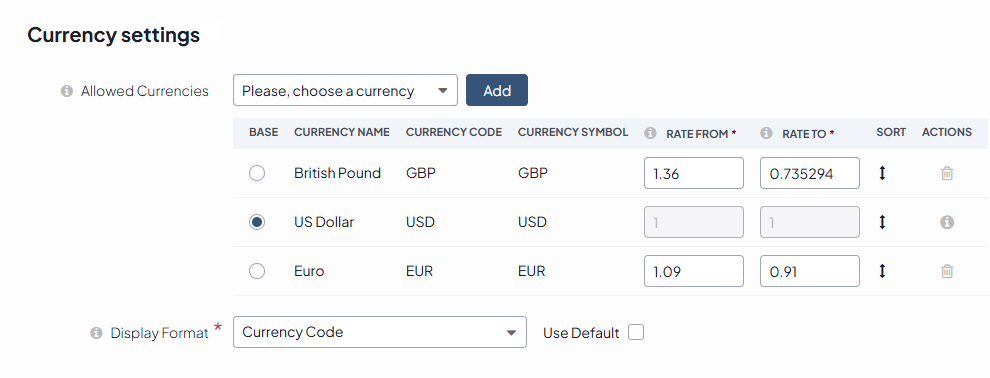 Currency settings
Allowed Currencies Please, choose a currency Add
BASE CURRENCY NAME CURRENCY CODE CURRENCY SYMBOL RATE FROM * RATE TO * SORT ACTIONS
British Pound GBP GBP 1.36 0.735294
US Dollar USD USD 1 1
Euro EUR EUR 1.09 0.91
Display Format * Currency Code Use Default